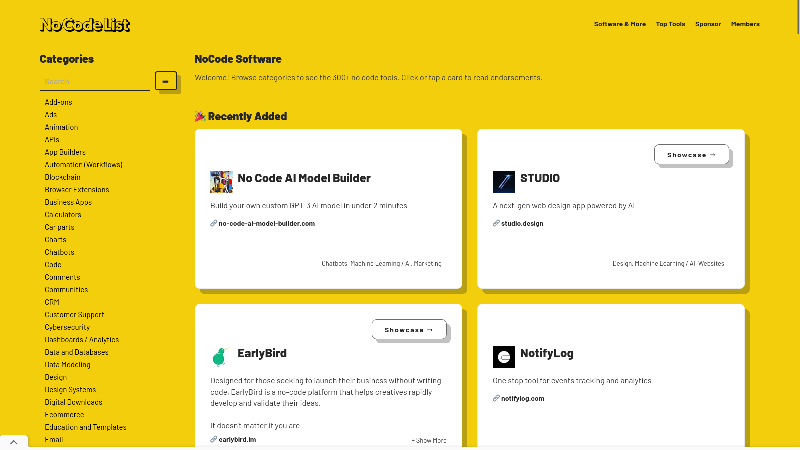 NoCodeList
Software & More
Top Tools
Sponsor
Members
Categories
Search
Add-ons
Ads
Animation
APIs
App Builders
Automation (Workflows)
Blockchain
Browser Extensions
Business Apps
Calculators
Car parts
Charts
Chatbots
Code
Comments
Communities
CRM
Customer Support
Cybersecurity
Dashboards / Analytics
Data and Databases
Data Modeling
Design
Design Systems
Digital Downloads
Ecommerce
Education and Templates
Email
NoCode Software
Welcome! Browse categories to see the 300+ no code tools. Click or tap a card to read endorsements.
🎉 Recently Added
No Code AI Model Builder
Build your own custom GPT-3 AI model in under 2 minutes
🔗 no-code-ai-model-builder.com
Chatbots, Machine Learning / AI, Marketing
Showcase →
STUDIO
A next-gen web design app powered by AI
🔗 studio.design
Design, Machine Learning / AI, Websites
Showcase →
EarlyBird
Designed for those seeking to launch their business without writing
code, EarlyBird is a no-code platform that helps creatives rapidly
develop and validate their ideas.
It doesn't matter if you are
🔗 earlybird.im
+ Show More
NotifyLog
One stop tool for events tracking and analytics
🔗 notifylog.com